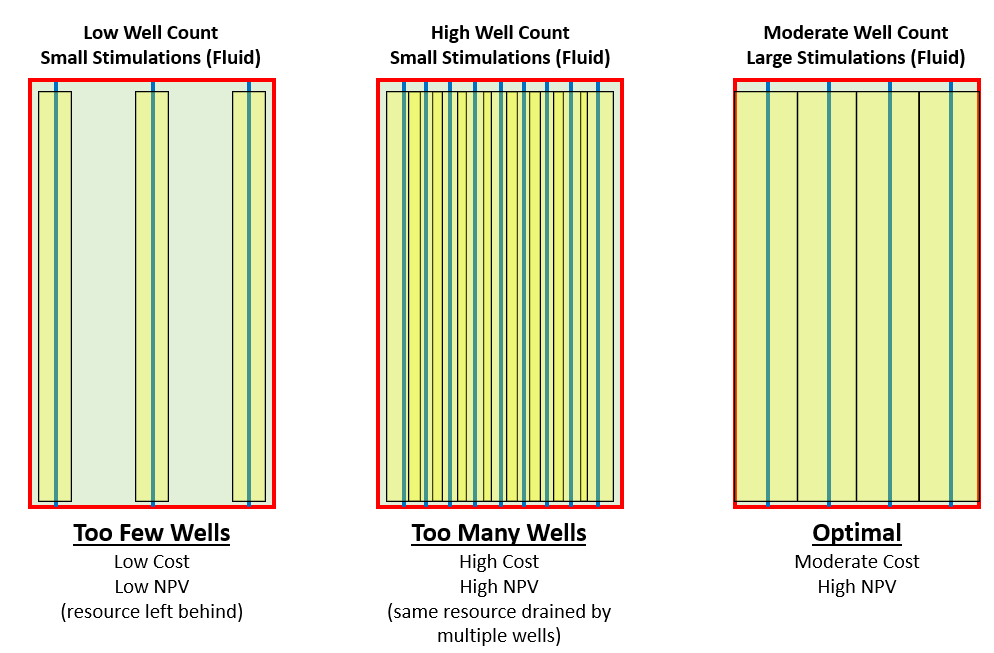 Low Well Count
Small Stimulations (Fluid)
High Well Count
Small Stimulations (Fluid)
Moderate Well Count
Large Stimulations (Fluid)
Too Few Wells
Low Cost
Low NPV
(resource left behind)
Too Many Wells
High Cost
High NPV
(same resource drained by
multiple wells)
Optimal
Moderate Cost
High NPV